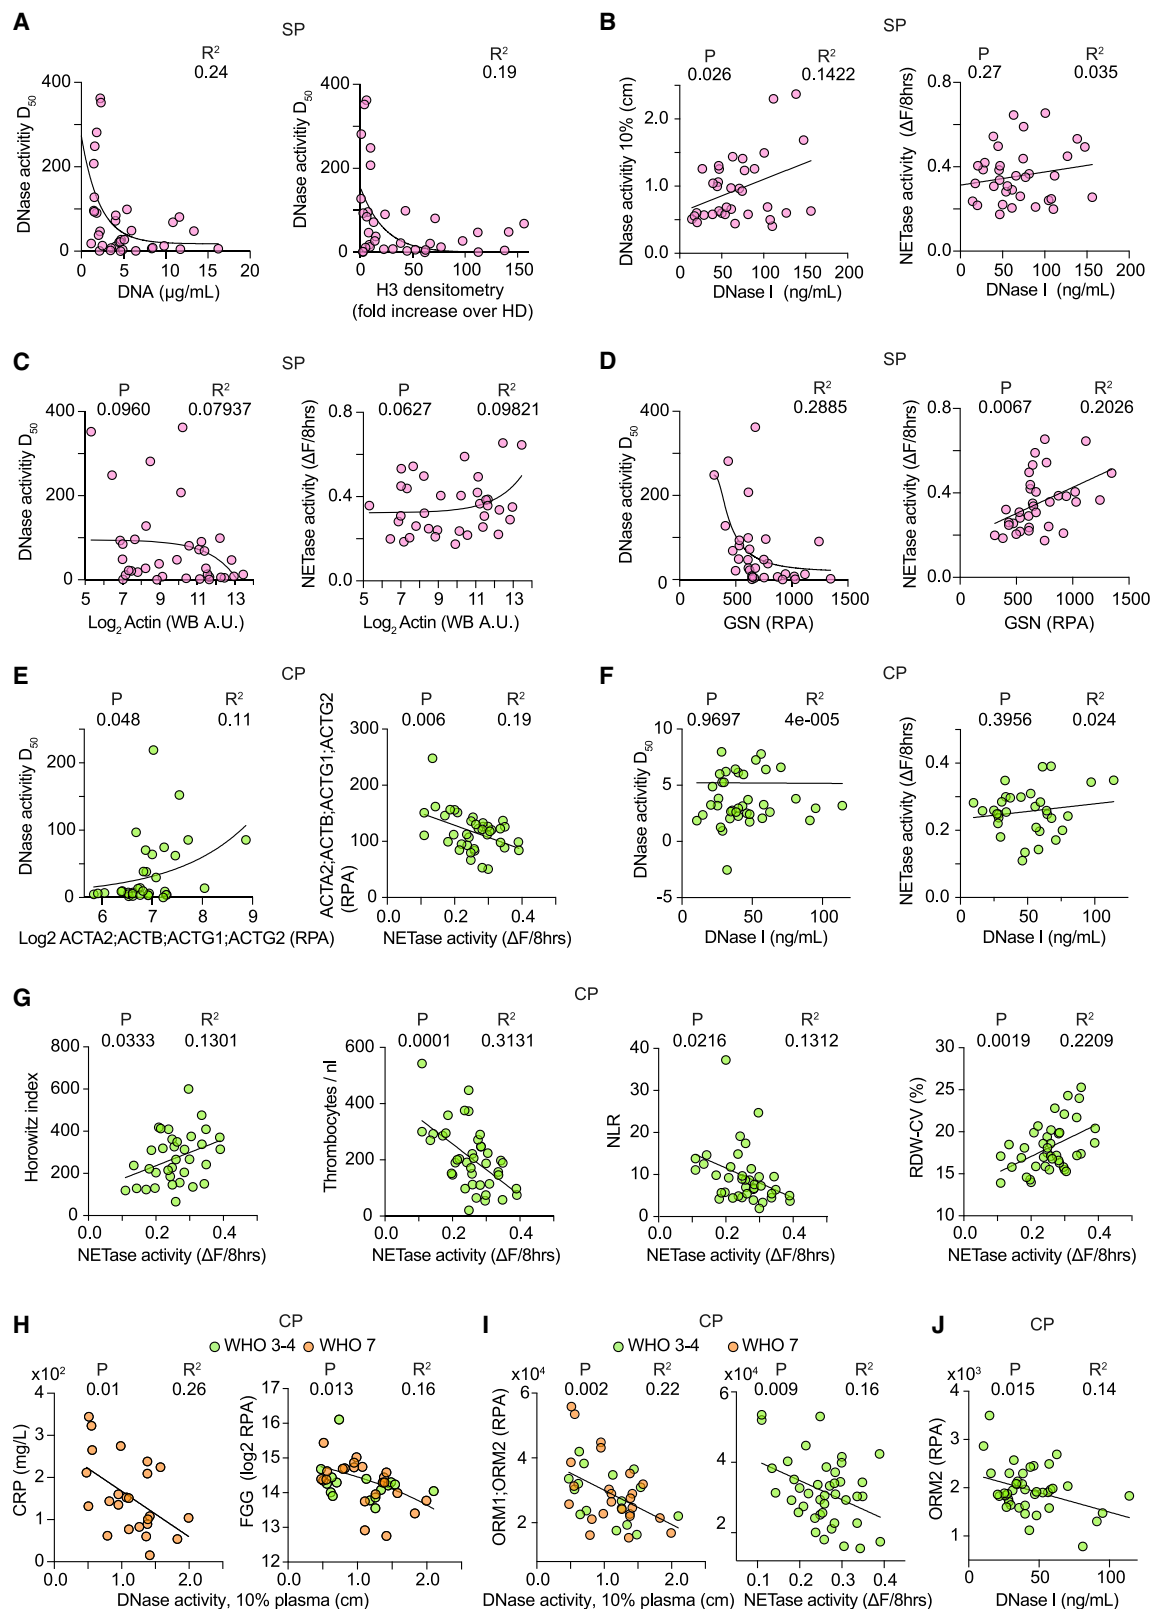 A
SP
R2
0.24
R2
0.19
DNase activitiy D50
400
200
0
0 5 10 15 20
DNA (µg/mL)
DNase activitiy D50
400
200
0
0 50 100 150
H3 densitometry
(fold increase over HD)
B
SP
P R2
0.026 0.1422
P R2
0.27 0.035
DNase activitiy 10% (cm)
2.0
1.0
0.0
0 50 100 150 200
DNase I (ng/mL)
NETase activity (ΔF/8hrs)
0.8
0.4
0.0
0 50 100 150 200
DNase I (ng/mL)
C
SP
P R2
0.0960 0.07937
P R2
0.0627 0.09821
DNase activitiy D50
400
200
0
5 7 9 11 13
Log2 Actin (WB A.U.)
NETase activity (ΔF/8hrs)
0.8
0.4
0.0
5 7 9 11 13
Log2 Actin (WB A.U.)
D
SP
R2
0.2885
P R2
0.0067 0.2026
DNase activitiy D50
400
200
0
0 500 1000 1500
GSN (RPA)
NETase activity (ΔF/8hrs)
0.8
0.4
0.0
0 500 1000 1500
GSN (RPA)
E
CP
P R2
0.048 0.11
P R2
0.006 0.19
DNase activitiy D50
200
100
0
6 7 8 9
Log2 ACTA2;ACTB;ACTG1;ACTG2 (RPA)
ACTA2;ACTB;ACTG1;ACTG2
(RPA)
300
200
100
0
0.0 0.2 0.4
NETase activity (ΔF/8hrs)
F
CP
P R2
0.9697 4e-005
P R2
0.3956 0.024
DNase activitiy D50
10
5
0
-5
0 50 100
DNase I (ng/mL)
NETase activity (ΔF/8hrs)
0.4
0.2
0.0
0 50 100
DNase I (ng/mL)
G
CP
P R2
0.0333 0.1301
Horowitz index
800
600
400
200
0
0.0 0.2 0.4
NETase activity (ΔF/8hrs)
P R2
0.0001 0.3131
Thrombocytes / nl
600
400
200
0
0.0 0.2 0.4
NETase activity (ΔF/8hrs)
P R2
0.0216 0.1312
NLR
40
30
20
10
0
0.0 0.2 0.4
NETase activity (ΔF/8hrs)
P R2
0.0019 0.2209
RDW-CV (%)
30
25
20
15
10
0.0 0.2 0.4
NETase activity (ΔF/8hrs)
H
CP
WHO 3-4 WHO 7
x102
P R2
0.01 0.26
P R2
0.013 0.16
CRP (mg/L)
4
2
0
0.0 1.0 2.0
FGG (log2 RPA)
17
16
15
14
13
12
0.0 1.0 2.0
DNase activity, 10% plasma (cm)
I
CP
WHO 3-4 WHO 7
x104
P R2
0.002 0.22
ORM1;ORM2 (RPA)
6
4
2
0.0 1.0 2.0
DNase activity, 10% plasma (cm)
x104
P R2
0.009 0.16
6
4
2
0.1 0.2 0.3 0.4
NETase activity (ΔF/8hrs)
J
CP
x103
P R2
0.015 0.14
ORM2 (RPA)
4
3
2
1
0 50 100
DNase I (ng/mL)